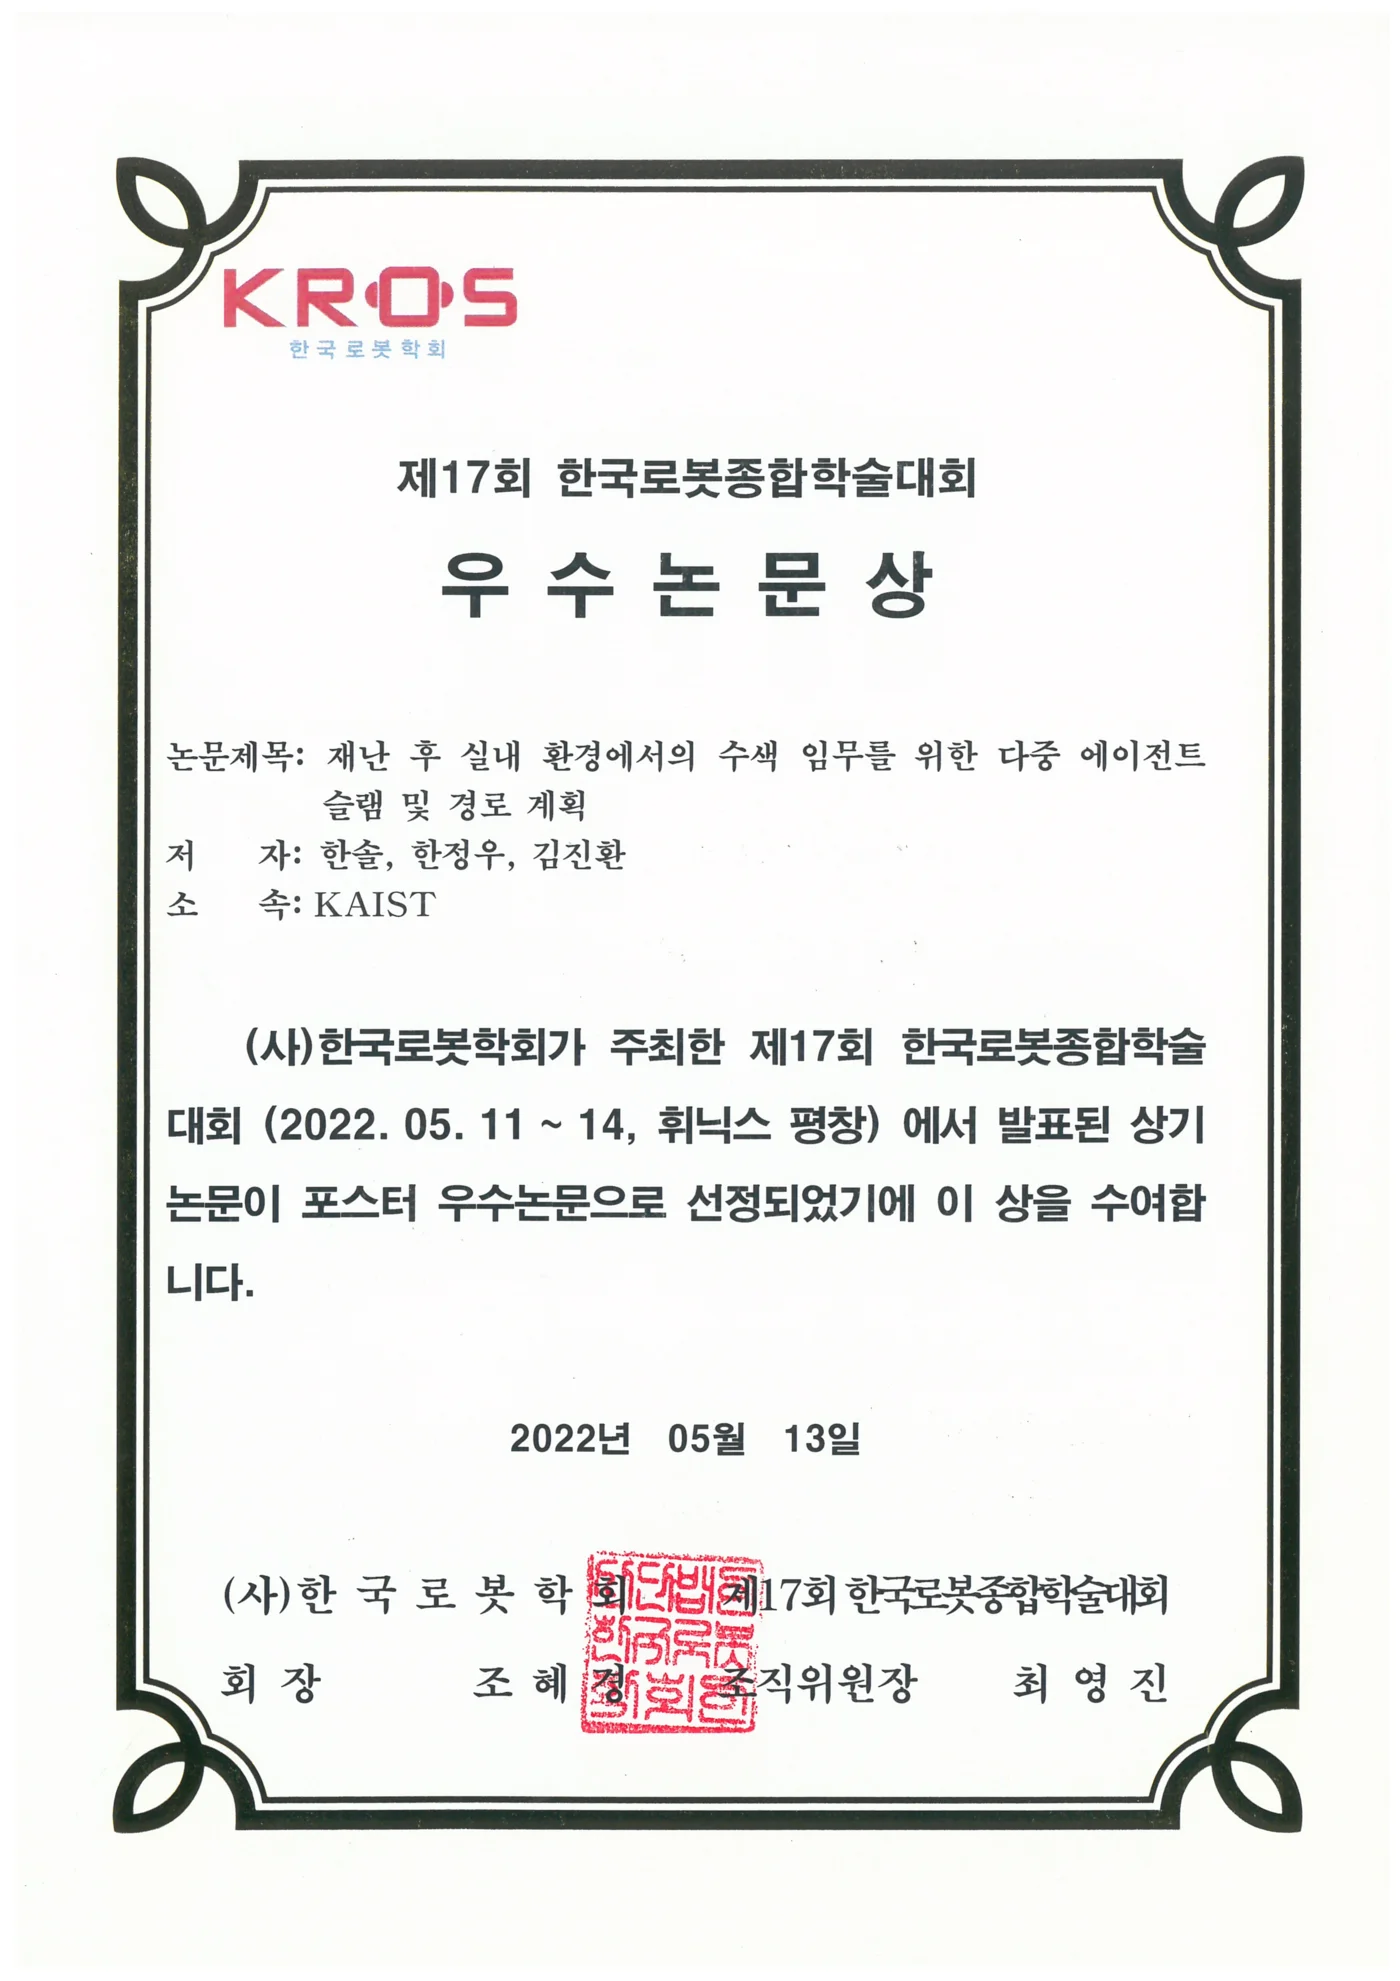 KROS
한국로봇학회
제17회 한국로봇종합학술대회
우수논문상
논문제목: 재난 후 실내 환경에서의 수색 임무를 위한 다중 에이전트
슬램 및 경로 계획
저 자: 한솔, 한정우, 김진환
소 속: KAIST
(사)한국로봇학회가 주최한 제17회 한국로봇종합학술
대회 (2022. 05. 11 ~ 14, 휘닉스 평창) 에서 발표된 상기
논문이 포스터 우수논문으로 선정되었기에 이 상을 수여합
니다.
2022년 05월 13일
(사)한국로봇학회 제17회 한국로봇종합학술대회
회장 조혜경 조직위원장 최영진